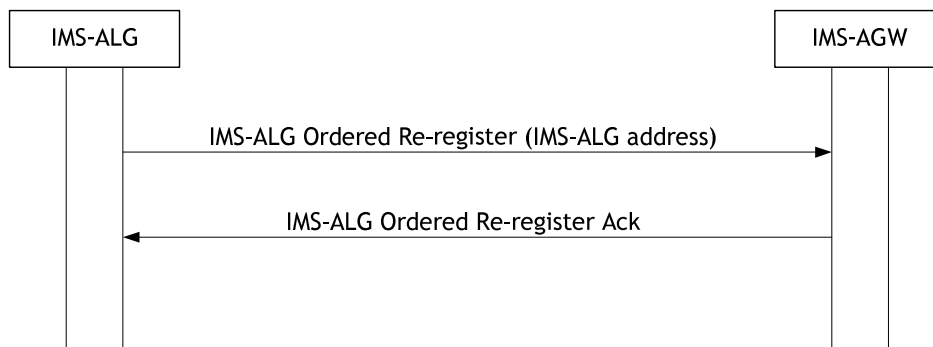 IMS-ALG
IMS-AGW
IMS-ALG Ordered Re-register (IMS-ALG address)
IMS-ALG Ordered Re-register Ack